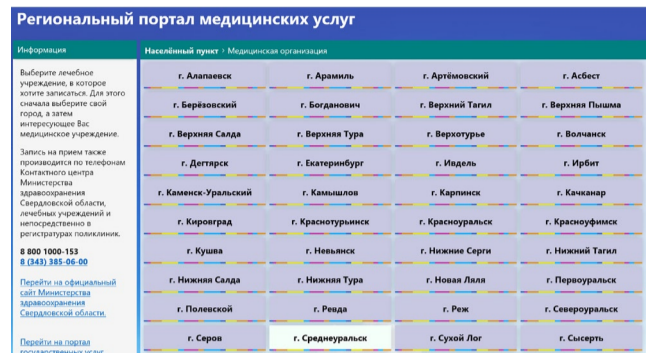 Региональный портал медицинских услуг
Информация
Населённый пункт › Медицинская организация
Выберите лечебное
учреждение, в которое
хотите записаться. Для этого
сначала выберите свой
город, а затем
интересующее Вас
медицинское учреждение.
Запись на прием также
производится по телефонам
Контактного центра
Министерства
здравоохранения
Свердловской области,
лечебных учреждений и
непосредственно в
регистратурах поликлиник.
8 800 1000-153
8 (343) 385-06-00
Перейти на официальный
сайт Министерства
здравоохранения
Свердловской области.
Перейти на портал
государственных услуг
г. Алапаевск г. Арамиль г. Артёмовский г. Асбест
г. Берёзовский г. Богданович г. Верхний Тагил г. Верхняя Пышма
г. Верхняя Салда г. Верхняя Тура г. Верхотурье г. Волчанск
г. Дегтярск г. Екатеринбург г. Ивдель г. Ирбит
г. Каменск-Уральский г. Камышлов г. Карпинск г. Качканар
г. Кировград г. Краснотурьинск г. Красноуральск г. Красноуфимск
г. Кушва г. Невьянск г. Нижние Серги г. Нижний Тагил
г. Нижняя Салда г. Нижняя Тура г. Новая Ляля г. Первоуральск
г. Полевской г. Ревда г. Реж г. Североуральск
г. Серов г. Среднеуральск г. Сухой Лог г. Сысерть